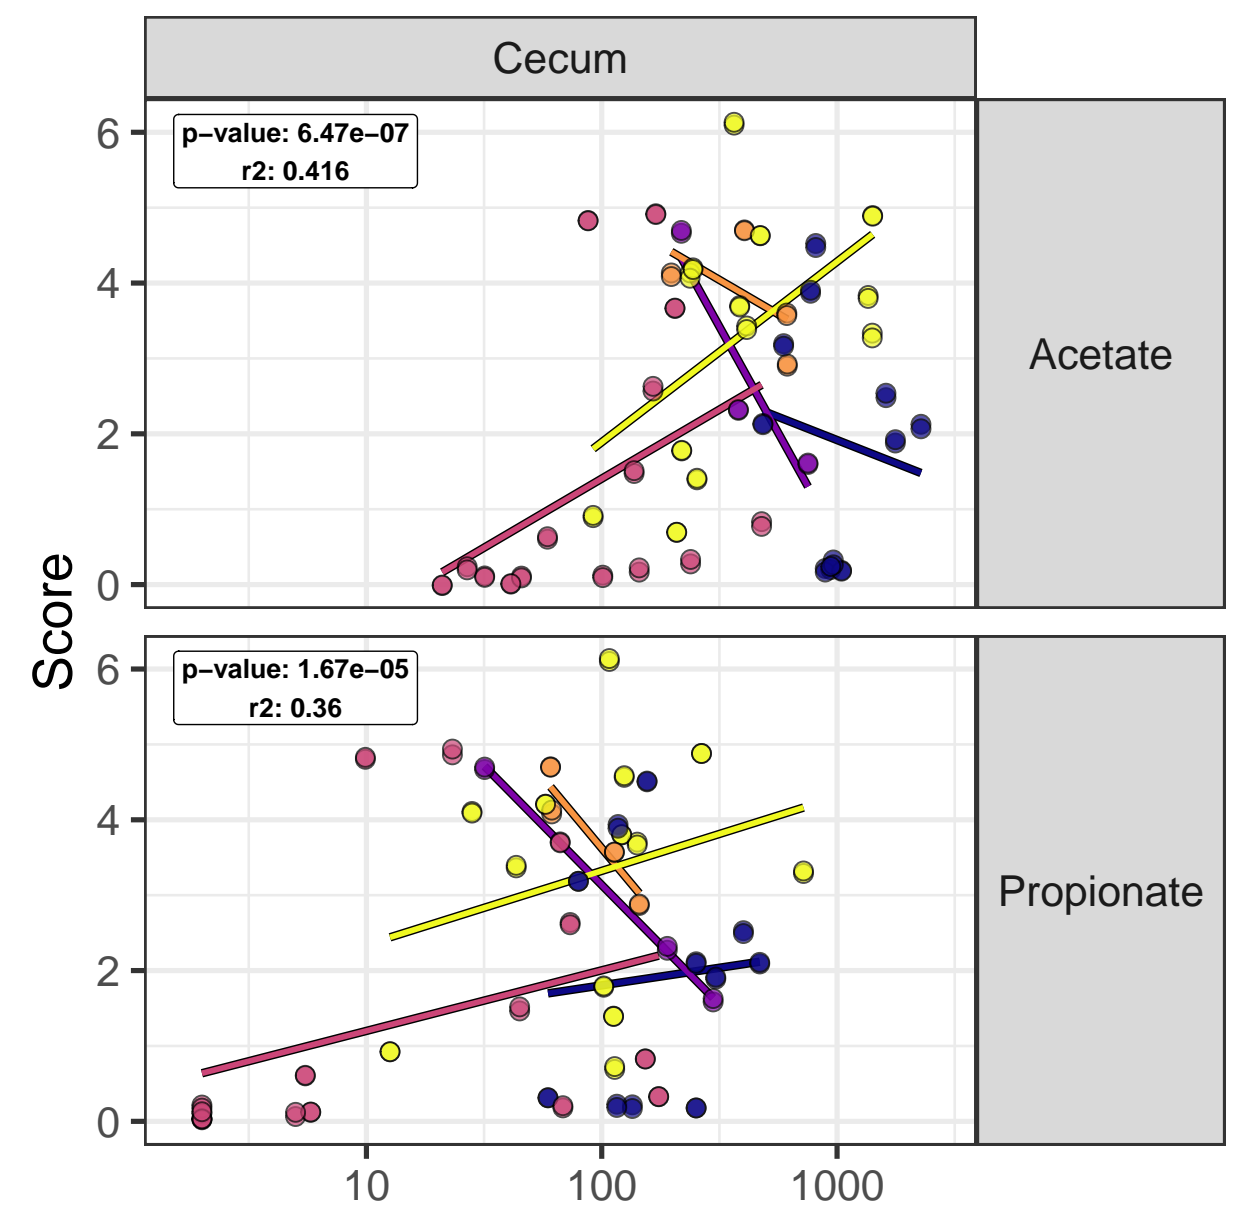 Cecum
p−value: 6.47e−07
r2: 0.416
6
4
2
0
Acetate
Score
p−value: 1.67e−05
r2: 0.36
6
4
2
0
Propionate
10
100
1000